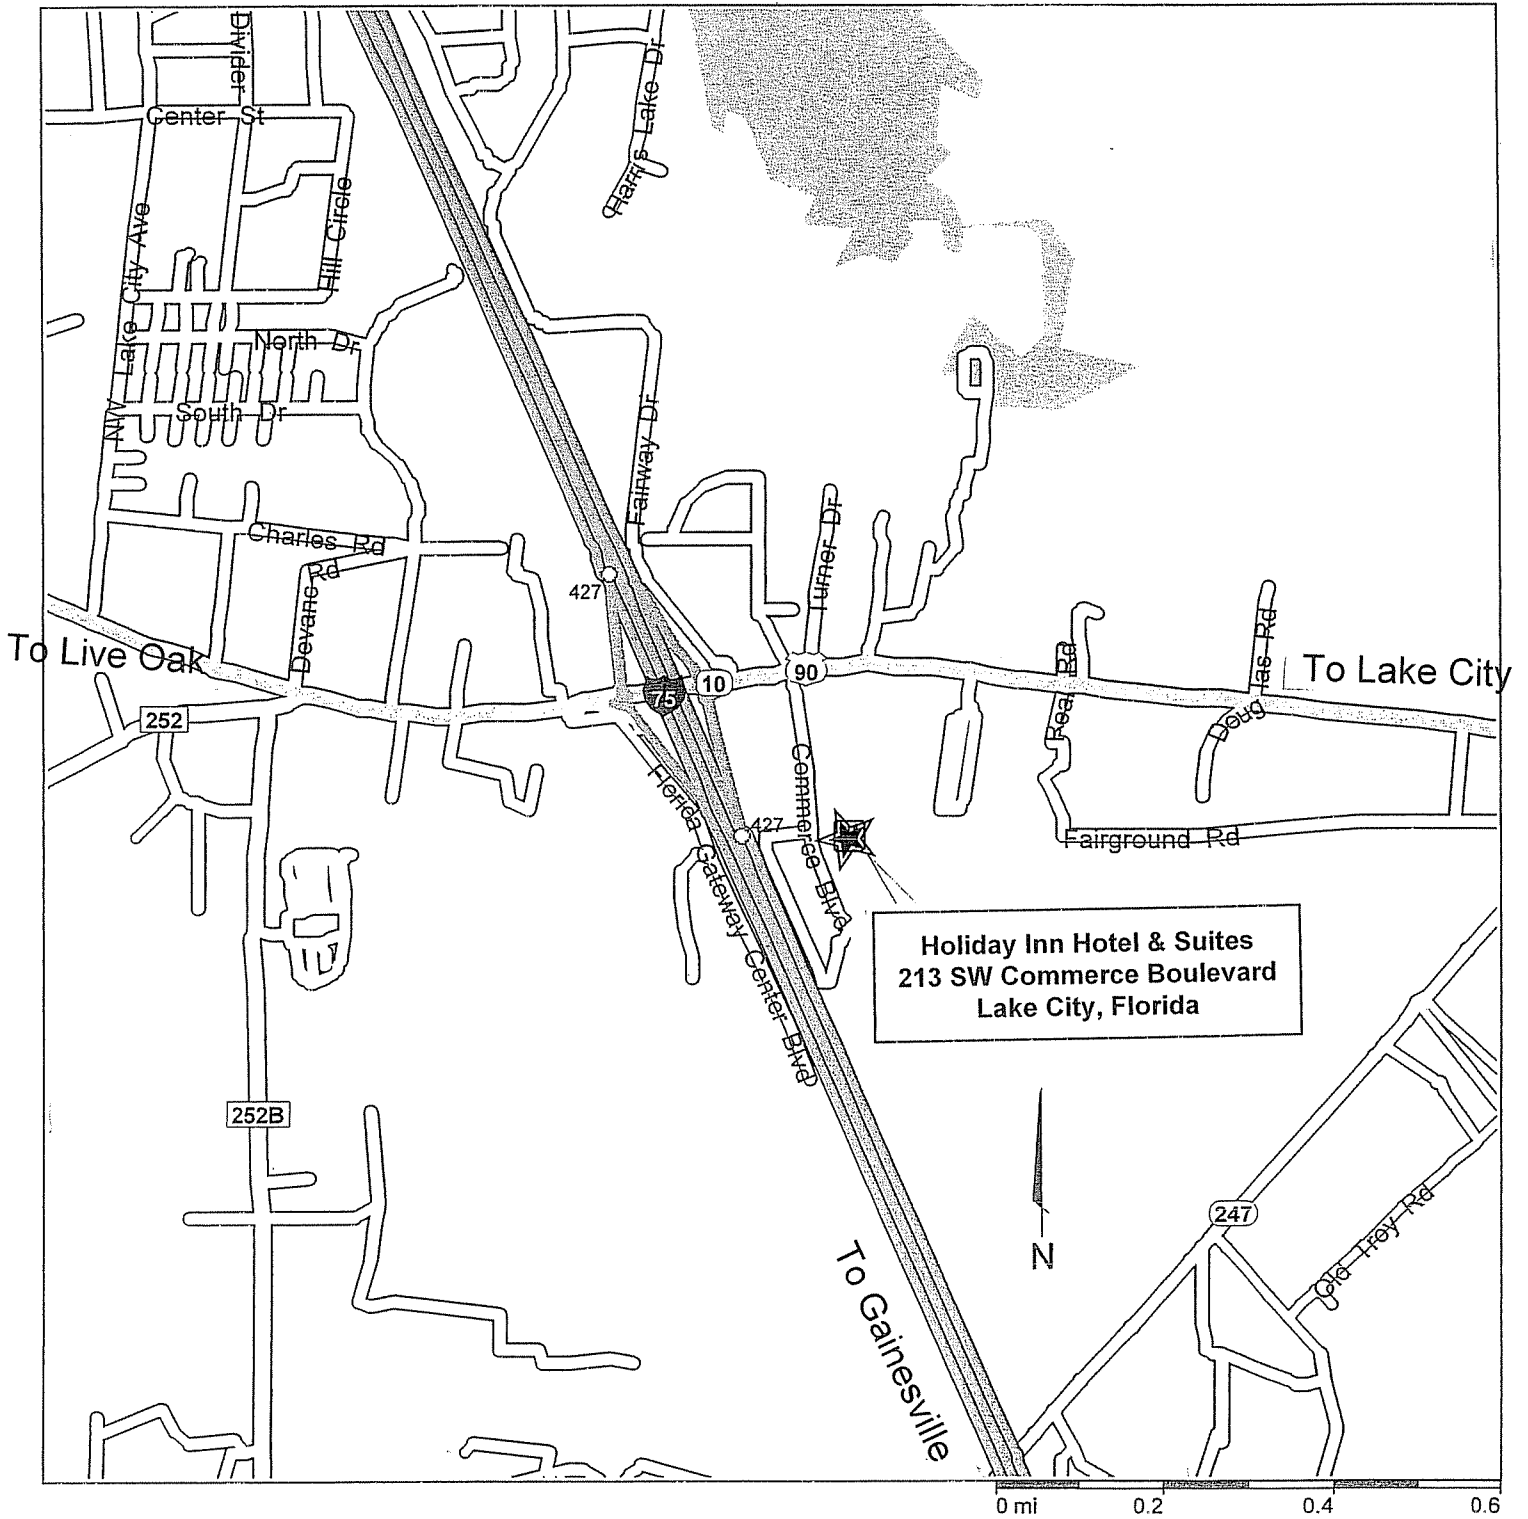 Divider
Center St
Harris Lake Dr
NW Lake City Ave
Hill Circle
North Dr
South Dr
Fairway Dr
Turner Dr
Charles Rd
Devane Rd
427
To Live Oak
75
10
90
Real Rd
Doug las Rd
To Lake City
252
Florida Gateway Center Blvd
427
Commerce Blvd
Fairground Rd
Holiday Inn Hotel & Suites
213 SW Commerce Boulevard
Lake City, Florida
252B
N
247
Old Troy Rd
To Gainesville
0 mi 0.2 0.4 0.6